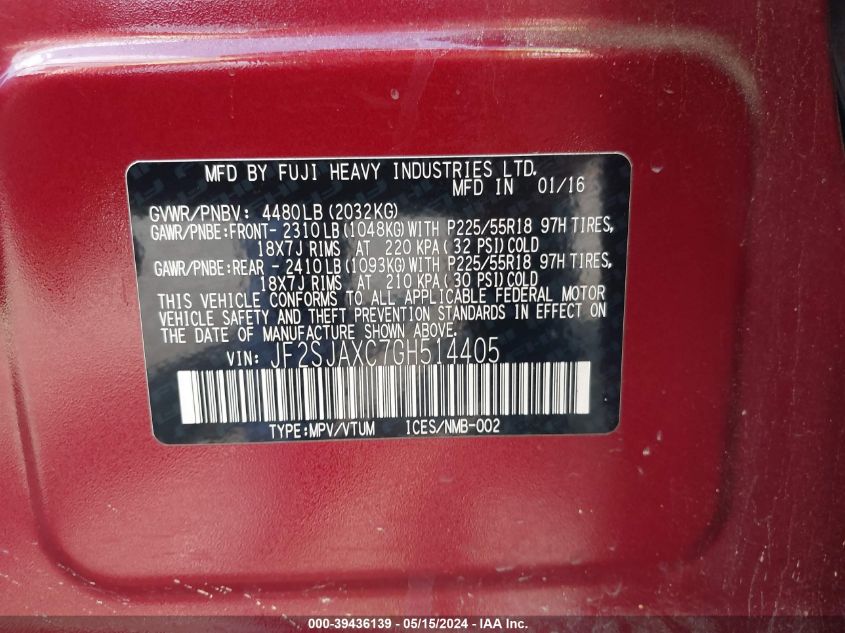 MFD BY FUJI HEAVY INDUSTRIES LTD.
MFD IN 01/16
GVWR/PNBV: 4480LB (2032KG)
GAWR/PNBE:FRONT- 2310LB(1048KG)WITH P225/55R18 97H TIRES,
18X7J RIMS AT 220 KPA( 32 PSI)COLD
GAWR/PNBE:REAR - 2410LB(1093KG)WITH P225/55R18 97H TIRES,
18X7J RIMS AT 210 KPA( 30 PSI)COLD
THIS VEHICLE CONFORMS TO ALL APPLICABLE FEDERAL MOTOR
VEHICLE SAFETY AND THEFT PREVENTION STANDARDS IN EFFECT ON
THE DATE OF MANUFACTURE SHOWN ABOVE.
VIN: JF2SJAXC7GH514405
TYPE:MPV/VTUM ICES/NMB-002
000-39436139 - 05/15/2024 - IAA Inc.